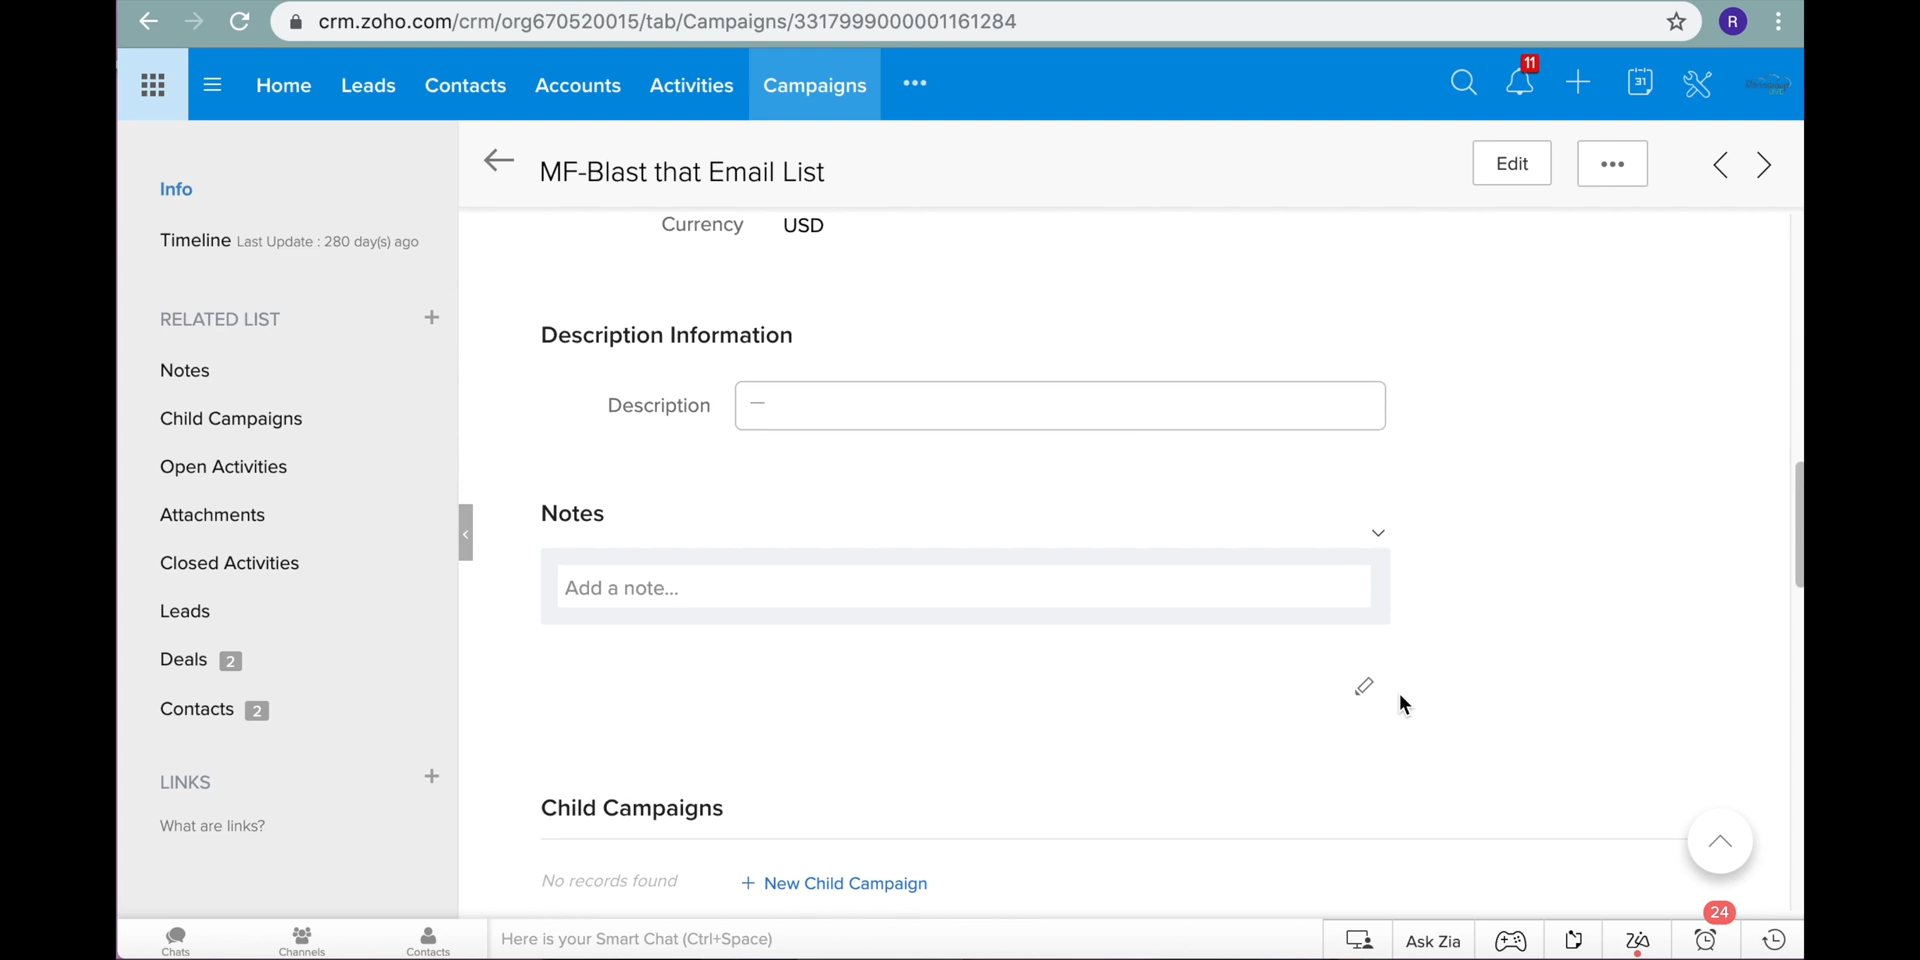 crm.zoho.com/crm/org670520015/tab/Campaigns/3317999000001161284
R
Home Leads Contacts Accounts Activities Campaigns
11
31
MF-Blast that Email List
Edit
Info
Timeline Last Update : 280 day(s) ago
RELATED LIST
Notes
Child Campaigns
Open Activities
Attachments
Closed Activities
Leads
Deals 2
Contacts 2
LINKS
What are links?
Currency USD
Description Information
Description —
Notes
Add a note...
Child Campaigns
No records found + New Child Campaign
24
Chats Channels Contacts
Here is your Smart Chat (Ctrl+Space)
Ask Zia